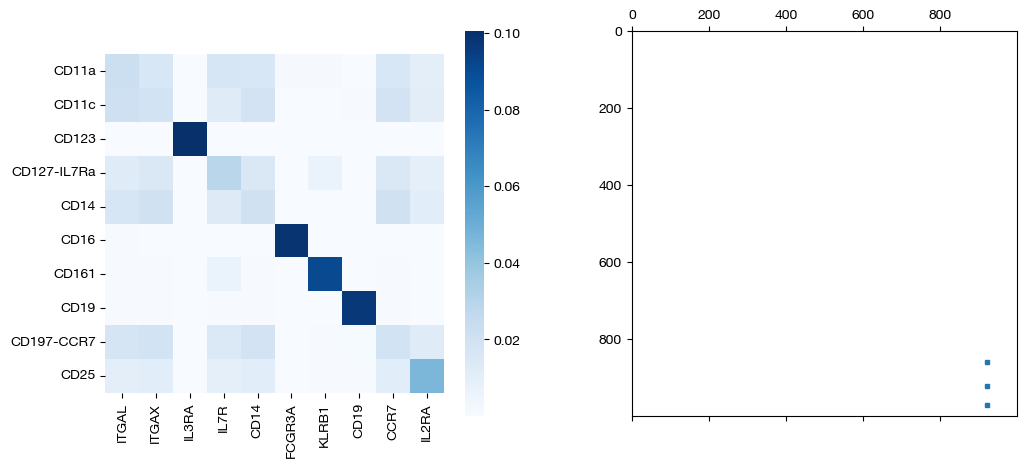 CD11a
CD11c
CD123
CD127-IL7Ra
CD14
CD16
CD161
CD19
CD197-CCR7
CD25
ITGAL
ITGAX
IL3RA
IL7R
CD14
FCGR3A
KLRB1
CD19
CCR7
IL2RA
0.10
0.08
0.06
0.04
0.02
0 200 400 600 800
0
200
400
600
800